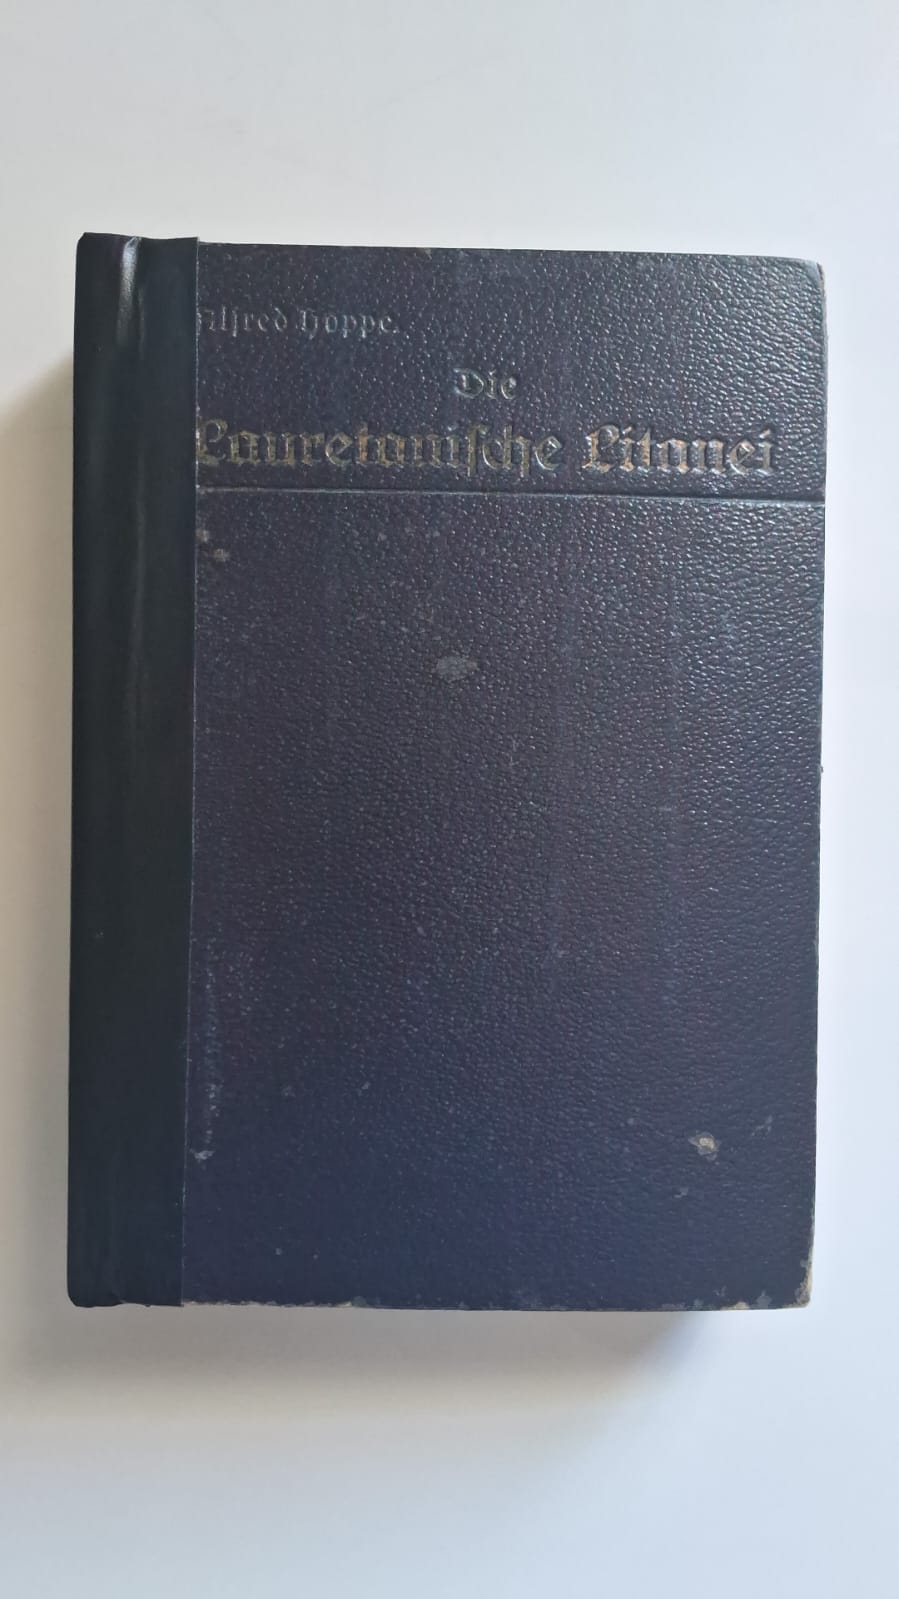 Alfred Hoppe.
Die
Lauretanische Litanei